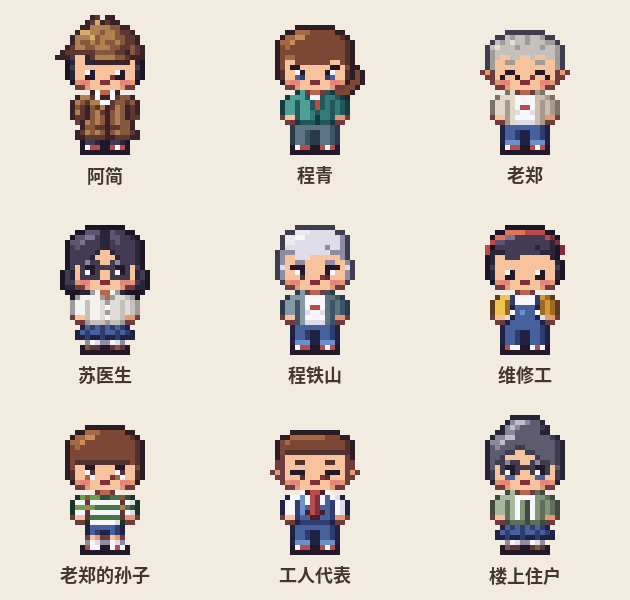 阿简
程青
老郑
苏医生
程铁山
维修工
老郑的孙子
工人代表
楼上住户